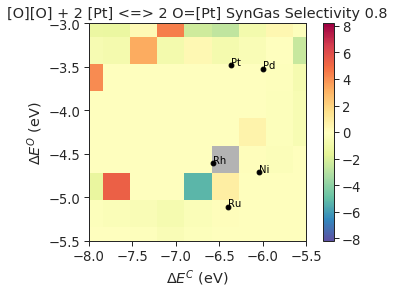 [O][O] + 2 [Pt] <=> 2 O=[Pt] SynGas Selectivity 0.8
−3.0
−3.5
−4.0
−4.5
−5.0
−5.5
ΔE^O (eV)
Pt
Pd
Rh
Ni
Ru
−8.0 −7.5 −7.0 −6.5 −6.0 −5.5
ΔE^C (eV)
8
6
4
2
0
−2
−4
−6
−8